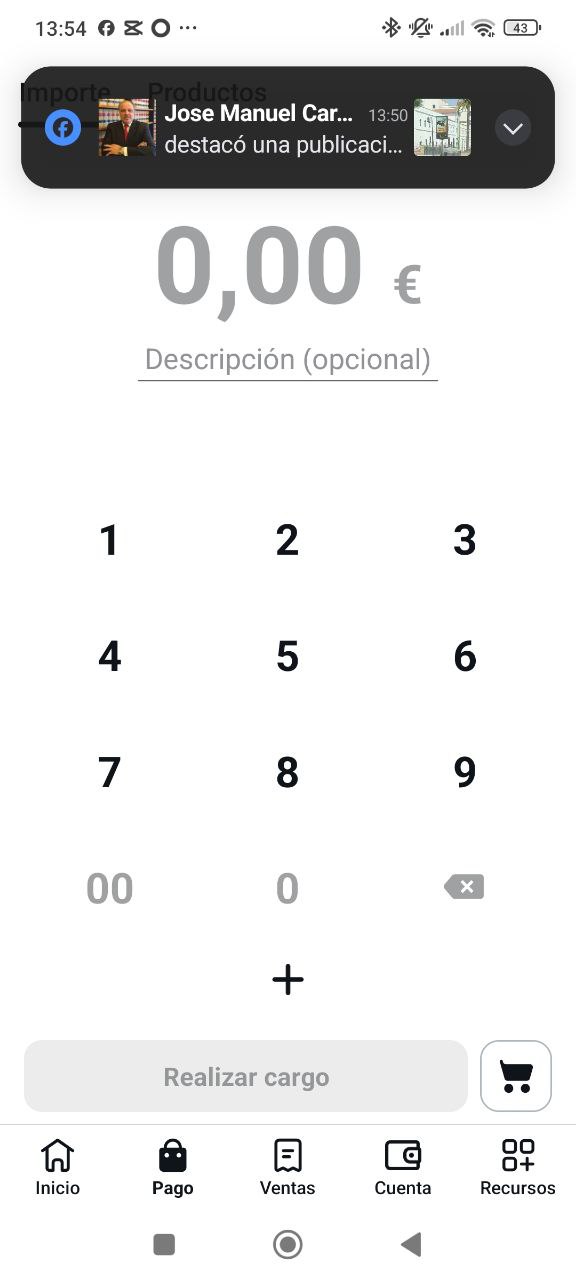 13:54
43
Importe Productos
Jose Manuel Car... 13:50
destacó una publicaci...
0,00 €
Descripción (opcional)
1 2 3
4 5 6
7 8 9
00 0
+
Realizar cargo
Inicio Pago Ventas Cuenta Recursos